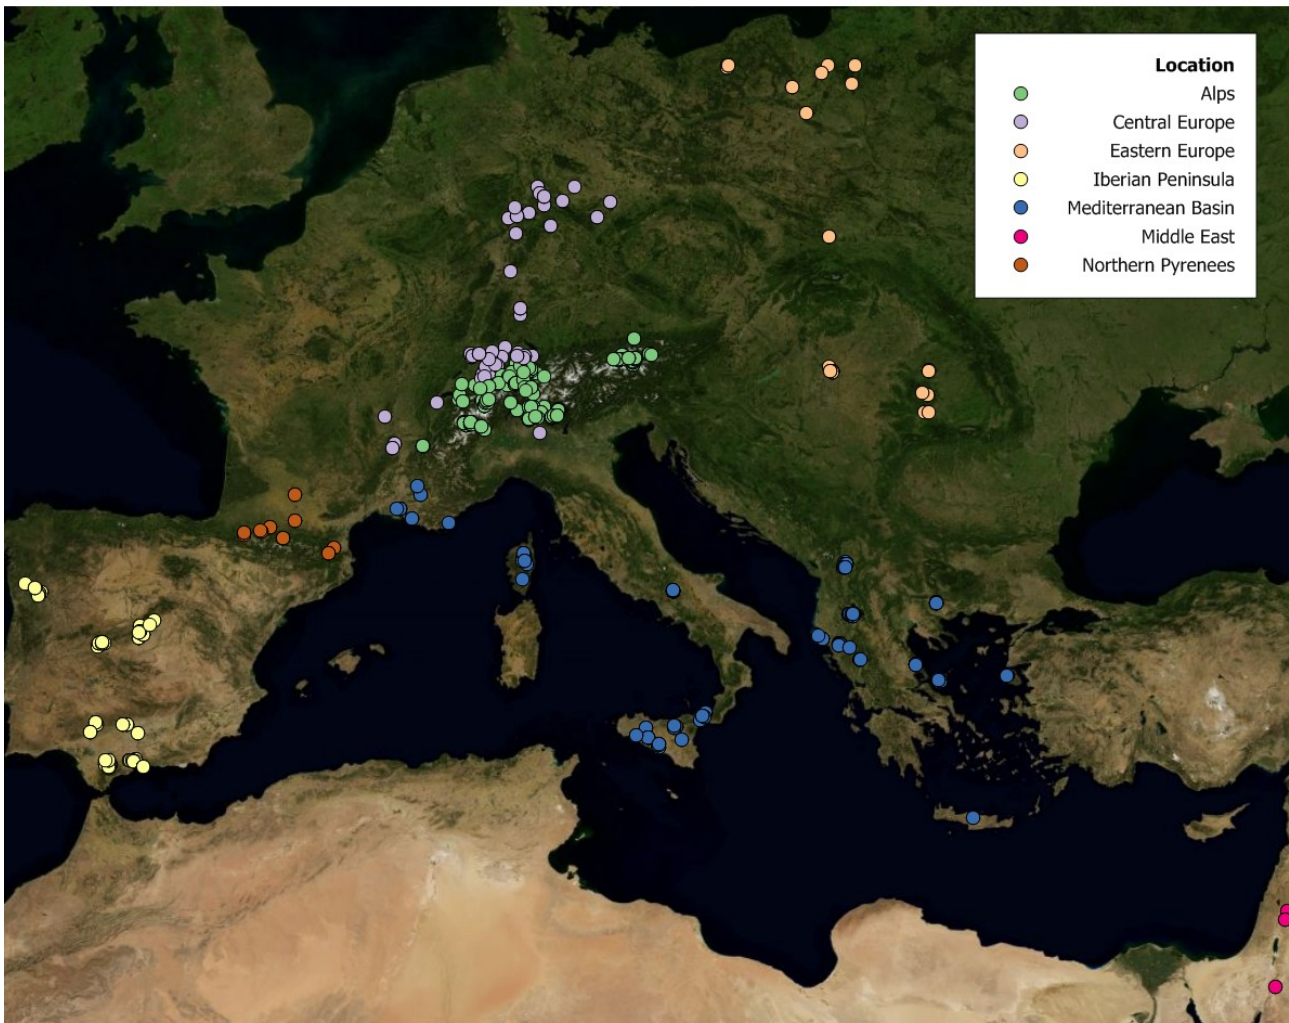 Location
Alps
Central Europe
Eastern Europe
Iberian Peninsula
Mediterranean Basin
Middle East
Northern Pyrenees